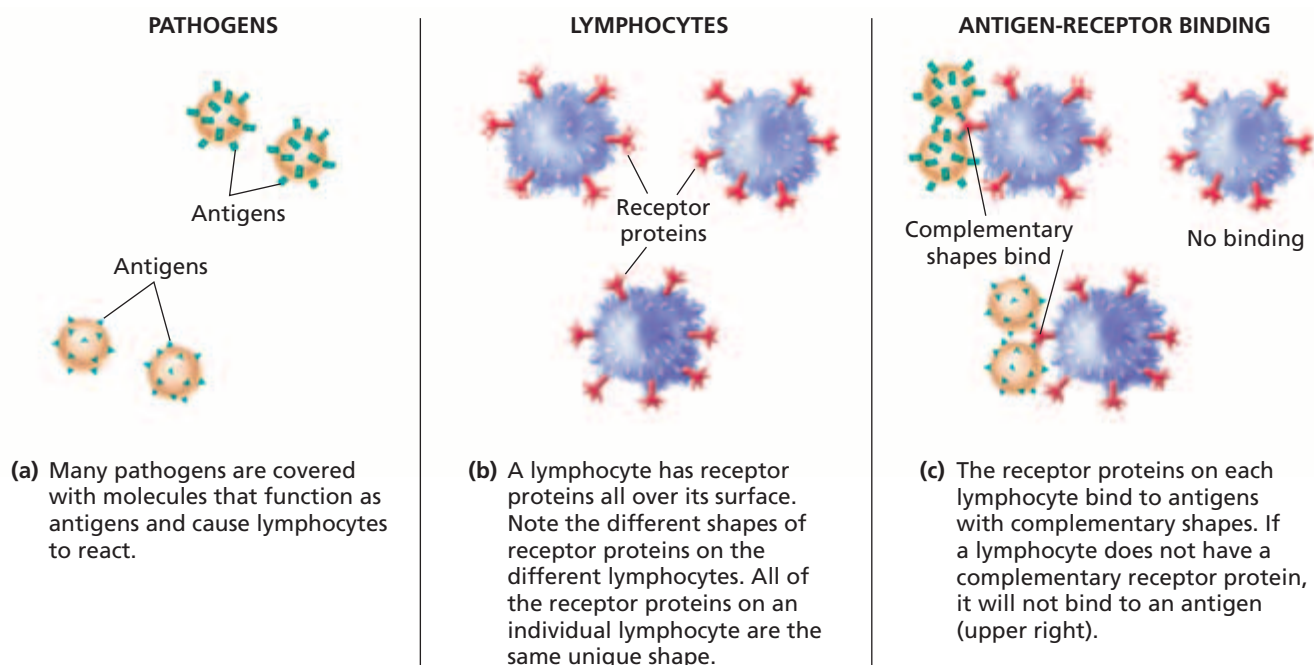 PATHOGENS
Antigens
Antigens
(a) Many pathogens are covered
with molecules that function as
antigens and cause lymphocytes
to react.
LYMPHOCYTES
Receptor
proteins
(b) A lymphocyte has receptor
proteins all over its surface.
Note the different shapes of
receptor proteins on the
different lymphocytes. All of
the receptor proteins on an
individual lymphocyte are the
same unique shape.
ANTIGEN-RECEPTOR BINDING
Complementary
shapes bind
No binding
(c) The receptor proteins on each
lymphocyte bind to antigens
with complementary shapes. If
a lymphocyte does not have a
complementary receptor protein,
it will not bind to an antigen
(upper right).